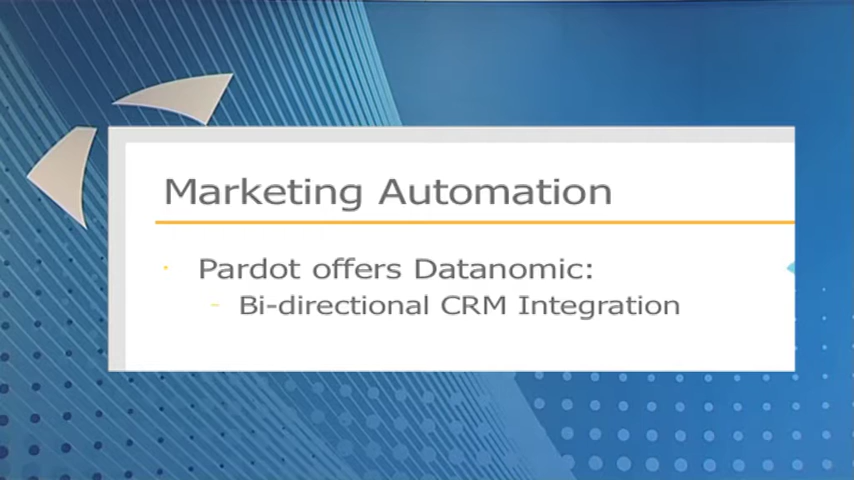 Marketing Automation
· Pardot offers Datanomic:
- Bi-directional CRM Integration